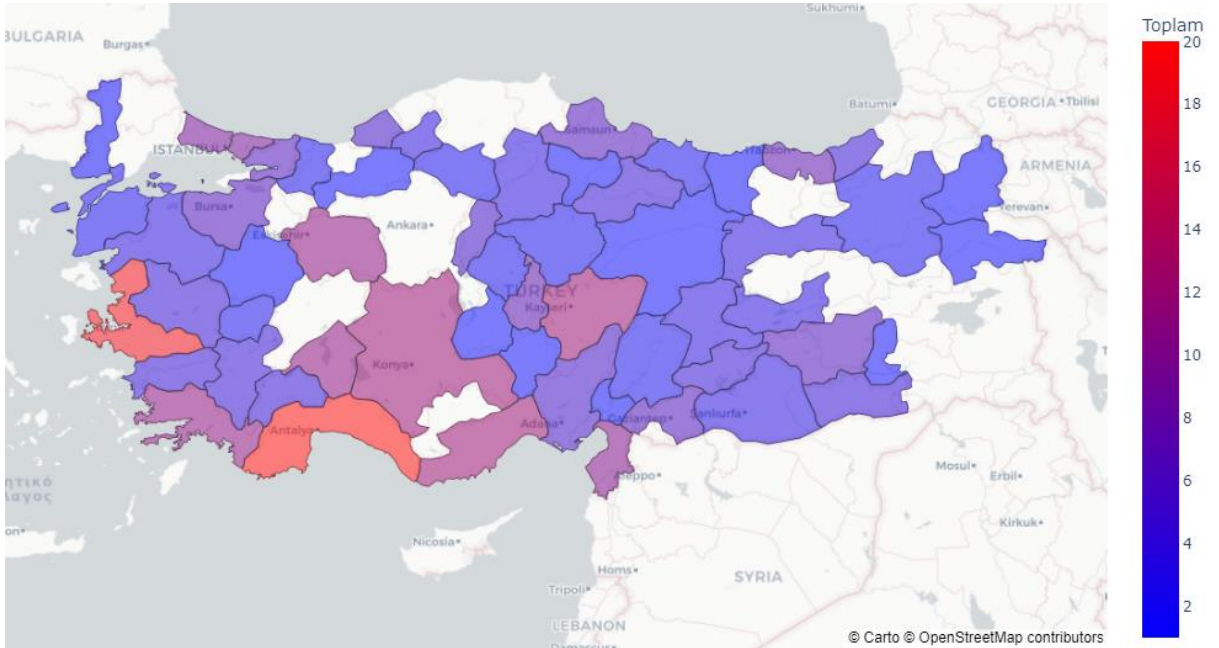 Sukhumi
BULGARIA
Burgas
Toplam
20
Batumi
GEORGIA
Tbilisi
18
Samsun
ISTANBUL
ARMENIA
16
Bursa
Yerevan
Ankara
Eskişehir
14
TURKEY
Kayseri
12
Konya
10
Antalya
Adana
Gaziantep
Şanlıurfa
8
Mosul
Erbil
Aleppo
6
Kirkuk
Nicosia
4
Homs
SYRIA
Tripoli
2
LEBANON
© Carto © OpenStreetMap contributors